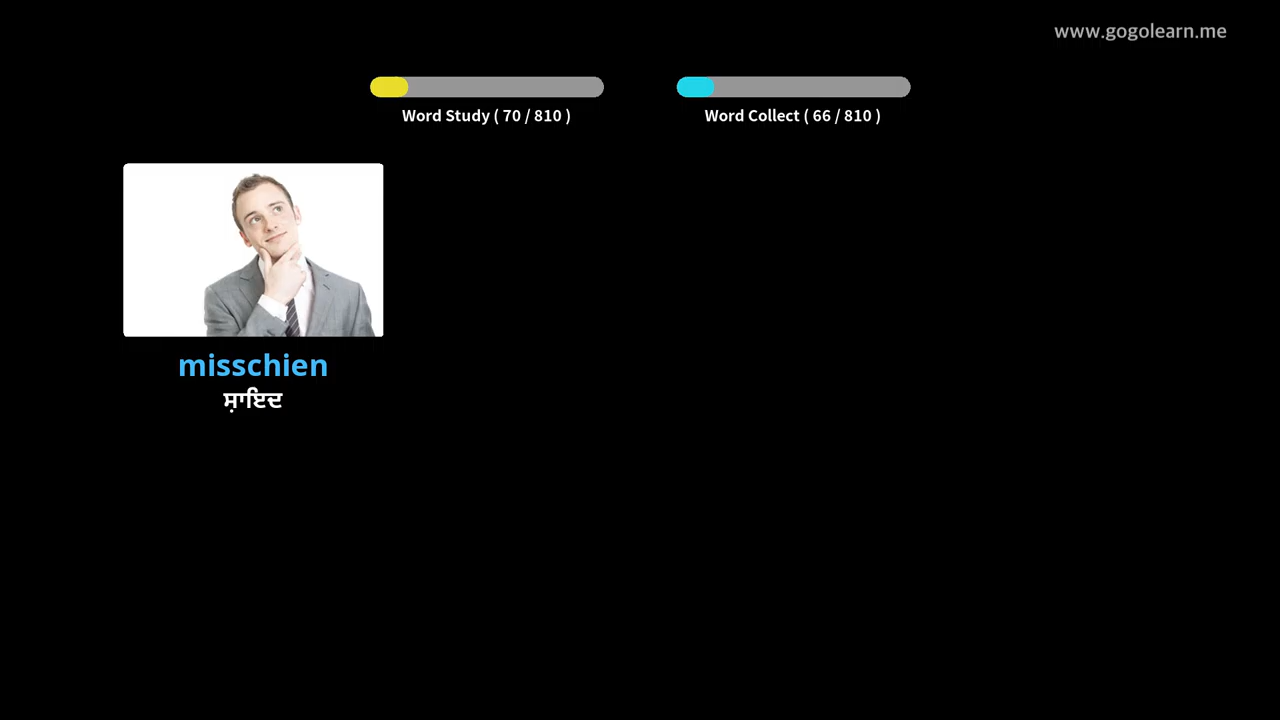 www.gogolearn.me
Word Study ( 70 / 810 )
Word Collect ( 66 / 810 )
misschien
ਸ਼ਾਇਦ